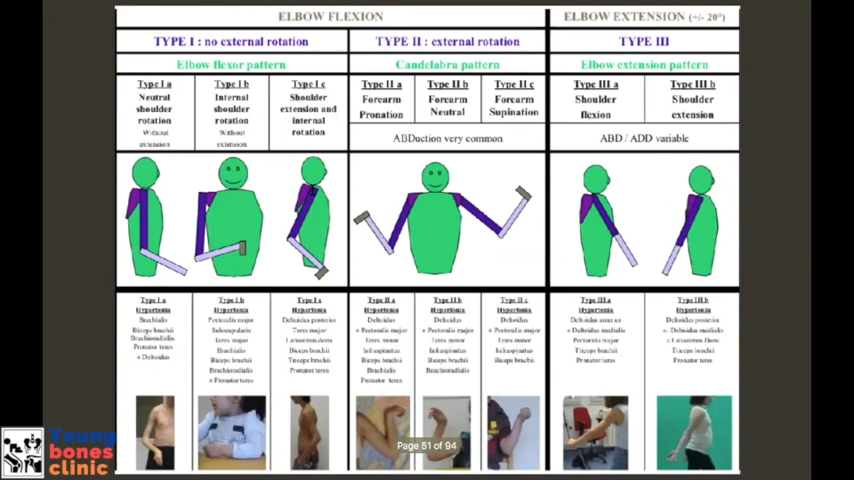 ELBOW FLEXION
ELBOW EXTENSION (+/- 20°)
TYPE I : no external rotation
TYPE II : external rotation
TYPE III
Elbow flexor pattern
Candelabra pattern
Elbow extension pattern
Type I a
Neutral
shoulder
rotation
Without
extension
Type I b
Internal
shoulder
rotation
Without
extension
Type I c
Shoulder
extension and
internal
rotation
Type II a
Forearm
Pronation
Type II b
Forearm
Neutral
Type II c
Forearm
Supination
ABDuction very common
Type III a
Shoulder
flexion
Type III b
Shoulder
extension
ABD / ADD variable
Type I a
Hypertonia
Brachialis
Biceps brachii
Brachioradialis
Pronator teres
± Deltoidus
Type I b
Hypertonia
Pectoralis major
Subscapularis
Teres major
Brachialis
Biceps brachii
Brachioradialis
± Pronator teres
Type I c
Hypertonia
Deltoidus posterior
Teres major
Latissimus dorsi
Biceps brachii
Triceps brachii
Pronator teres
Type II a
Hypertonia
Deltoidus
± Pectoralis major
Teres minor
Infraspinatus
Biceps brachii
Brachialis
Pronator teres
Type II b
Hypertonia
Deltoidus
± Pectoralis major
Teres minor
Infraspinatus
Biceps brachii
Brachioradialis
Type II c
Hypertonia
Deltoidus
± Pectoralis major
Teres minor
Infraspinatus
Biceps brachii
Type III a
Hypertonia
Deltoidus
± Deltoidus medialis
Pectoralis major
Triceps brachii
Pronator teres
Type III b
Hypertonia
Deltoidus posterior
Deltoidus medialis
Triceps brachii
Pronator teres
Page 51 of 94
Young
bones
clinic